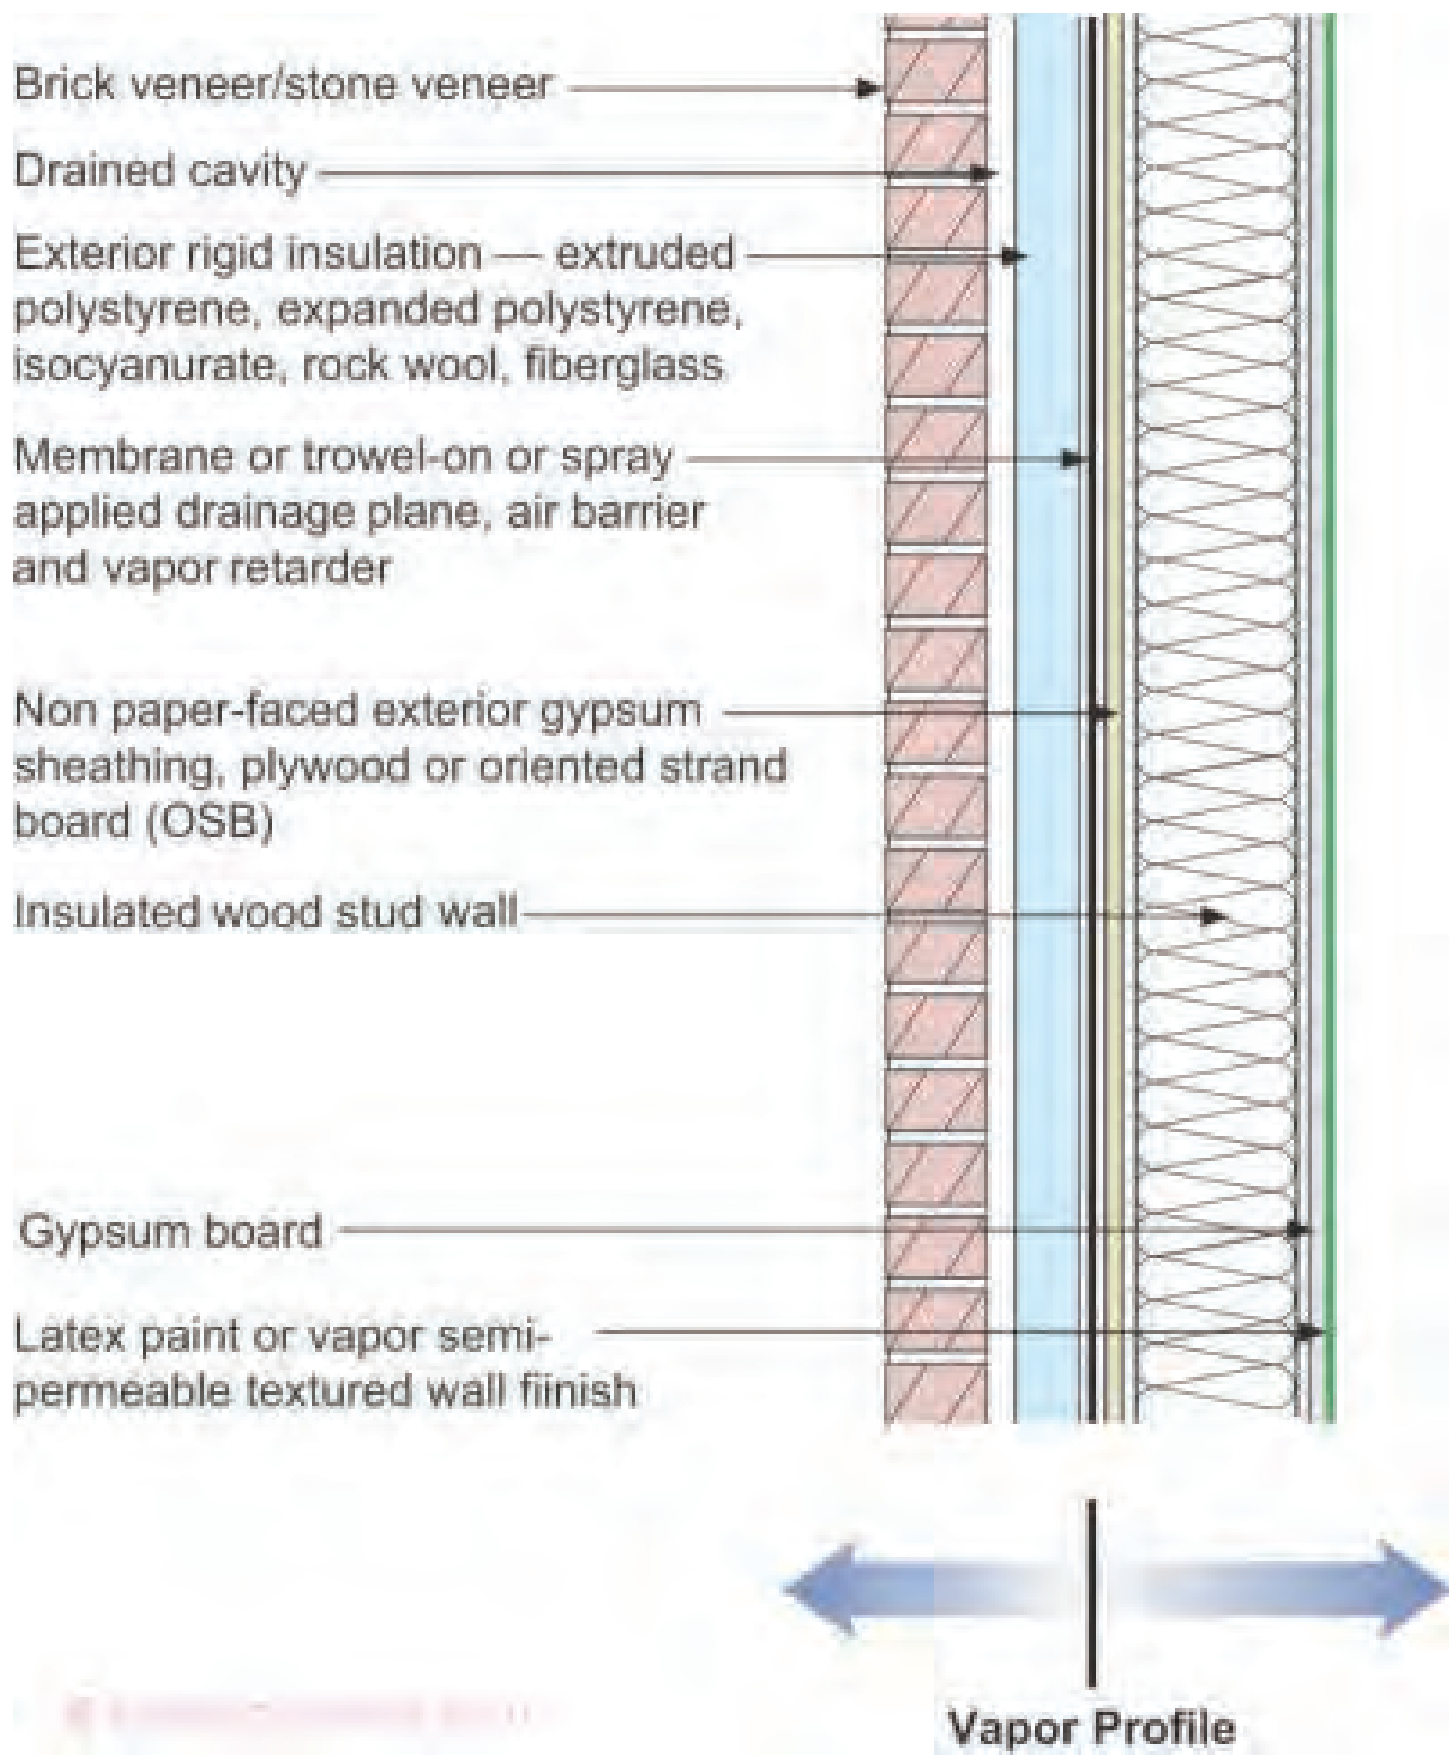 Brick veneer/stone veneer
Drained cavity
Exterior rigid insulation — extruded
polystyrene, expanded polystyrene,
isocyanurate, rock wool, fiberglass
Membrane or trowel-on or spray
applied drainage plane, air barrier
and vapor retarder
Non paper-faced exterior gypsum
sheathing, plywood or oriented strand
board (OSB)
Insulated wood stud wall
Gypsum board
Latex paint or vapor semi-
permeable textured wall fiinish
Vapor Profile